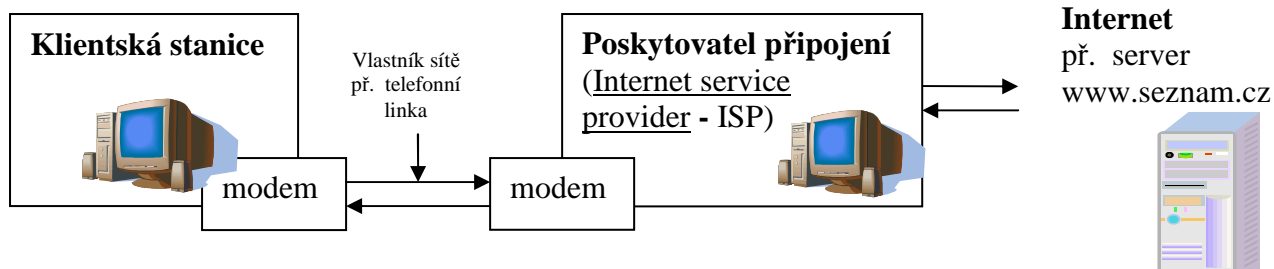 Klientská stanice
modem
Vlastník sítě
př. telefonní
linka
modem
Poskytovatel připojení
(Internet service
provider - ISP)
Internet
př. server
www.seznam.cz